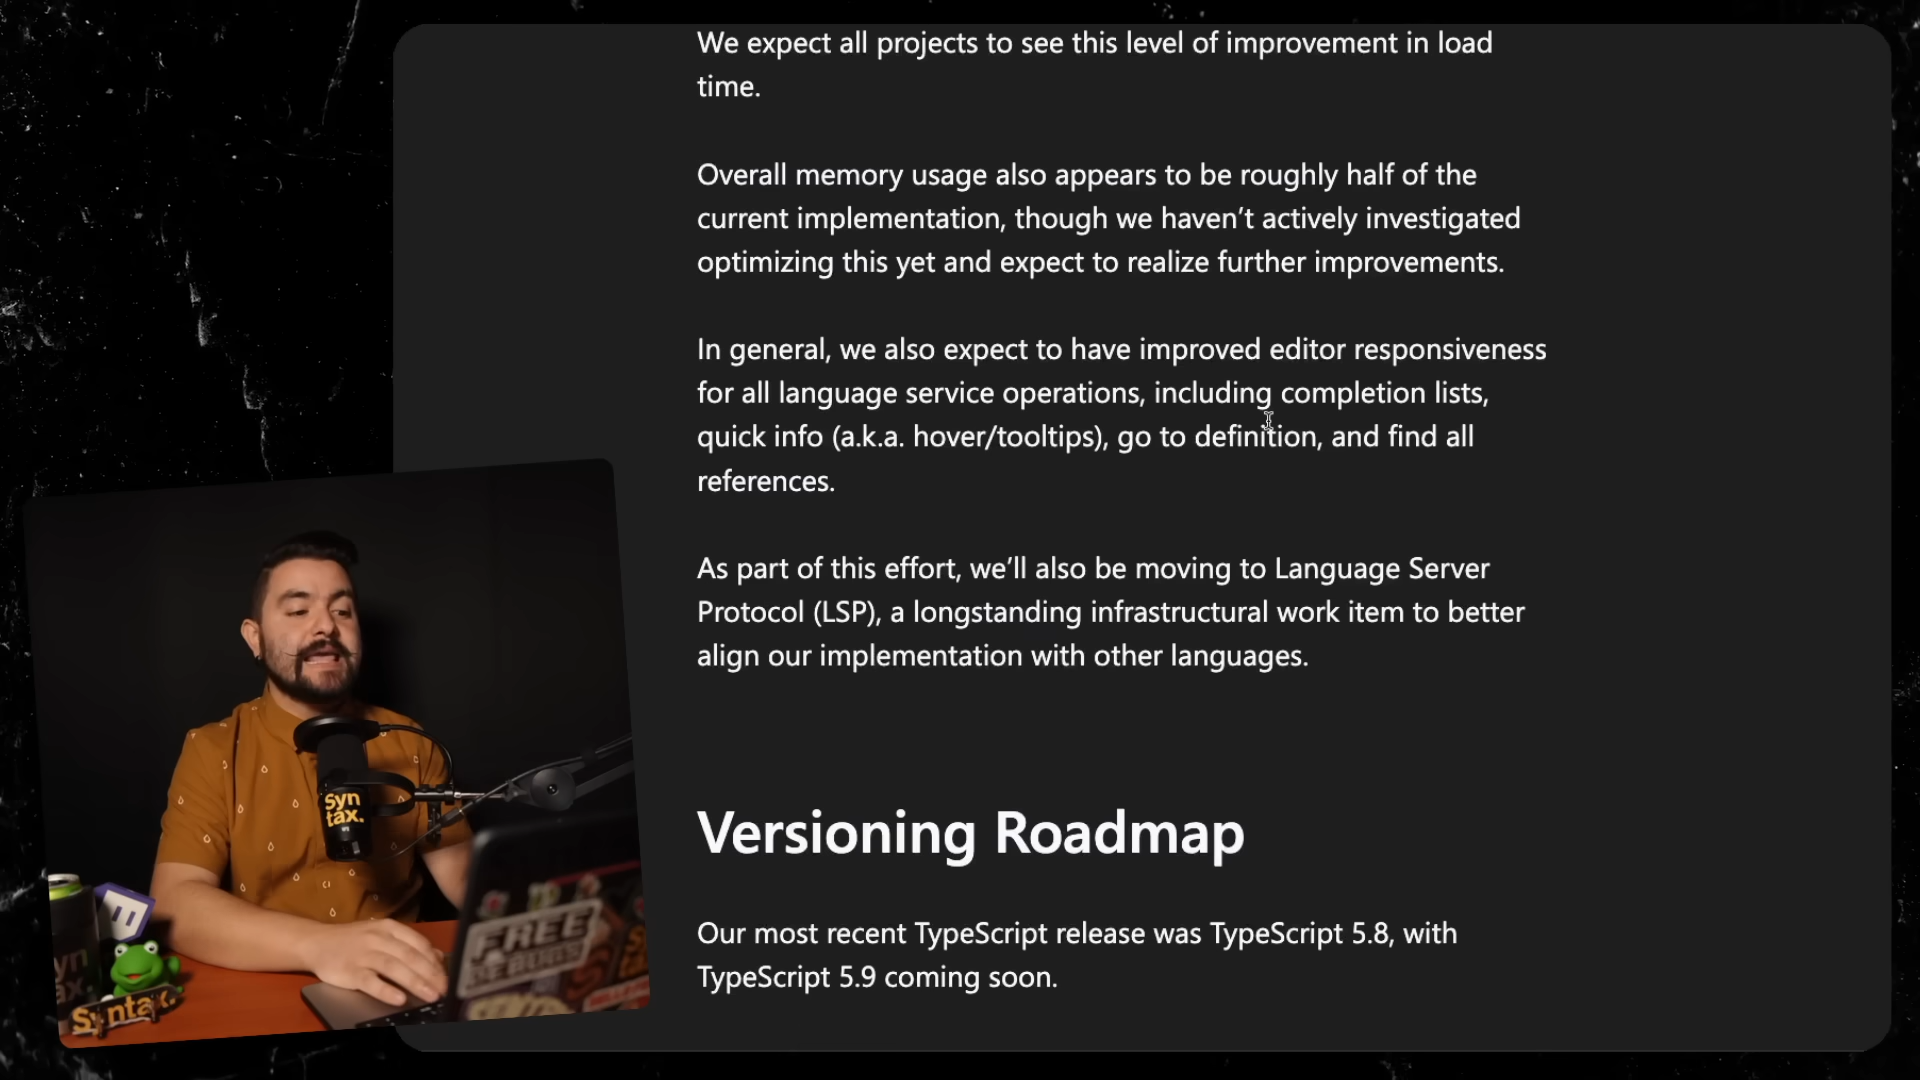 We expect all projects to see this level of improvement in load
time.
Overall memory usage also appears to be roughly half of the
current implementation, though we haven’t actively investigated
optimizing this yet and expect to realize further improvements.
In general, we also expect to have improved editor responsiveness
for all language service operations, including completion lists,
quick info (a.k.a. hover/tooltips), go to definition, and find all
references.
As part of this effort, we’ll also be moving to Language Server
Protocol (LSP), a longstanding infrastructural work item to better
align our implementation with other languages.
Versioning Roadmap
Our most recent TypeScript release was TypeScript 5.8, with
TypeScript 5.9 coming soon.
Syn
tax.
FREE
Syntax.